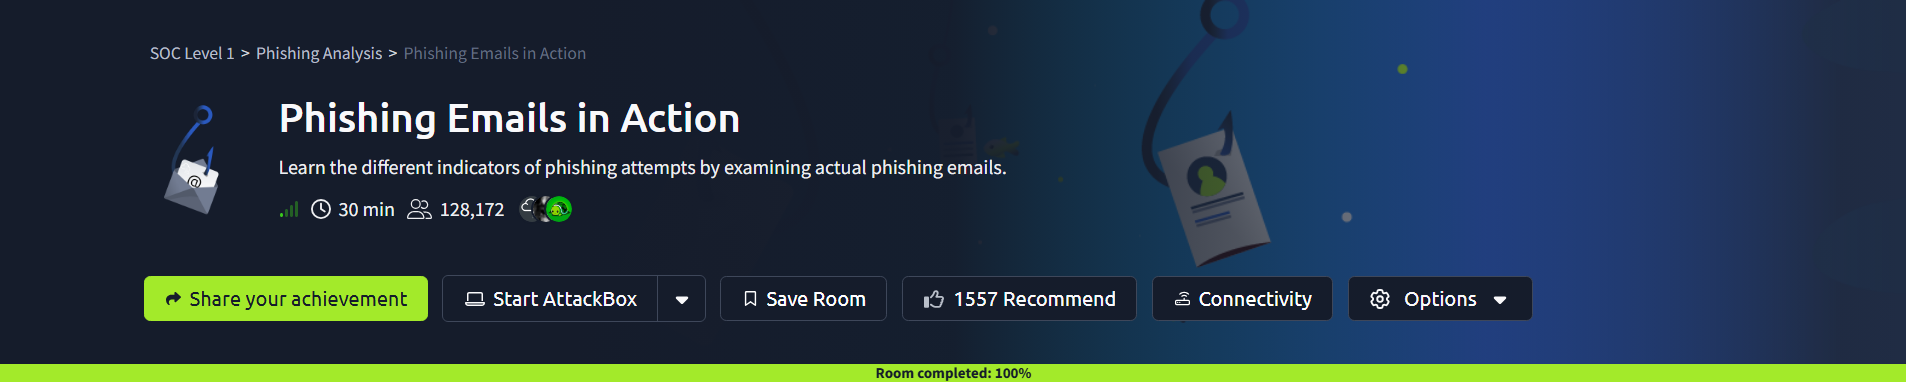 SOC Level 1 > Phishing Analysis > Phishing Emails in Action
Phishing Emails in Action
Learn the different indicators of phishing attempts by examining actual phishing emails.
30 min 128,172
Share your achievement Start AttackBox Save Room 1557 Recommend Connectivity Options
Room completed: 100%